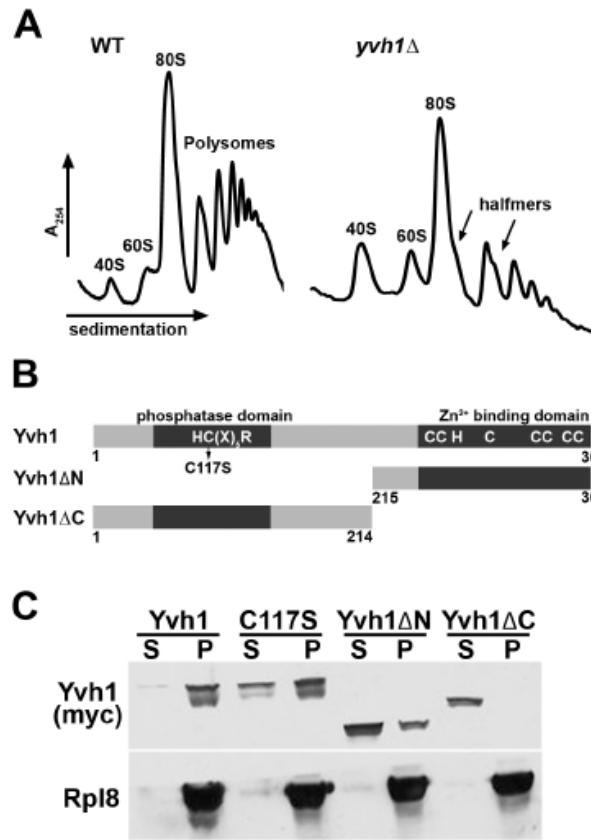 A
WT
yvh1Δ
80S
80S
Polysomes
halfmers
A254
60S
40S
40S
60S
sedimentation
B
phosphatase domain
Zn²⁺ binding domain
Yvh1
HC(X)₅R
CC H C CC CC
1
C117S
Yvh1ΔN
215
Yvh1ΔC
1
214
C
Yvh1
C117S
Yvh1ΔN
Yvh1ΔC
S P S P S P S P
Yvh1
(myc)
Rpl8